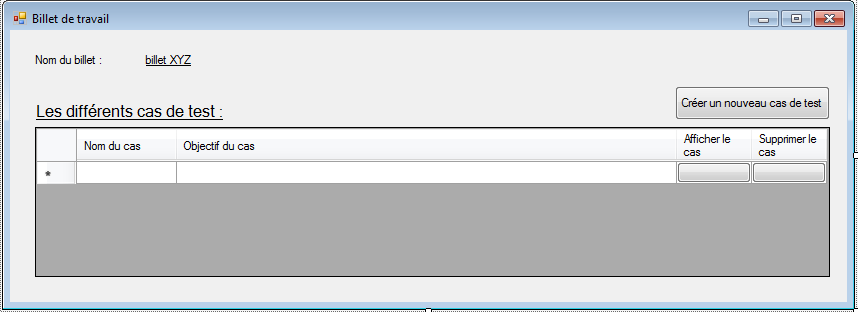 Billet de travail
Nom du billet : billet XYZ
Créer un nouveau cas de test
Les différents cas de test :
Nom du cas Objectif du cas Afficher le cas Supprimer le cas
*